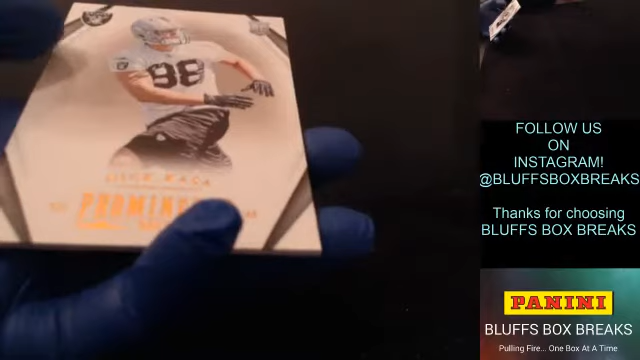 98
FOLLOW US
ON
INSTAGRAM!
@BLUFFSBOXBREAKS
Thanks for choosing
BLUFFS BOX BREAKS
PANINI
BLUFFS BOX BREAKS
Pulling Fire... One Box At A Time